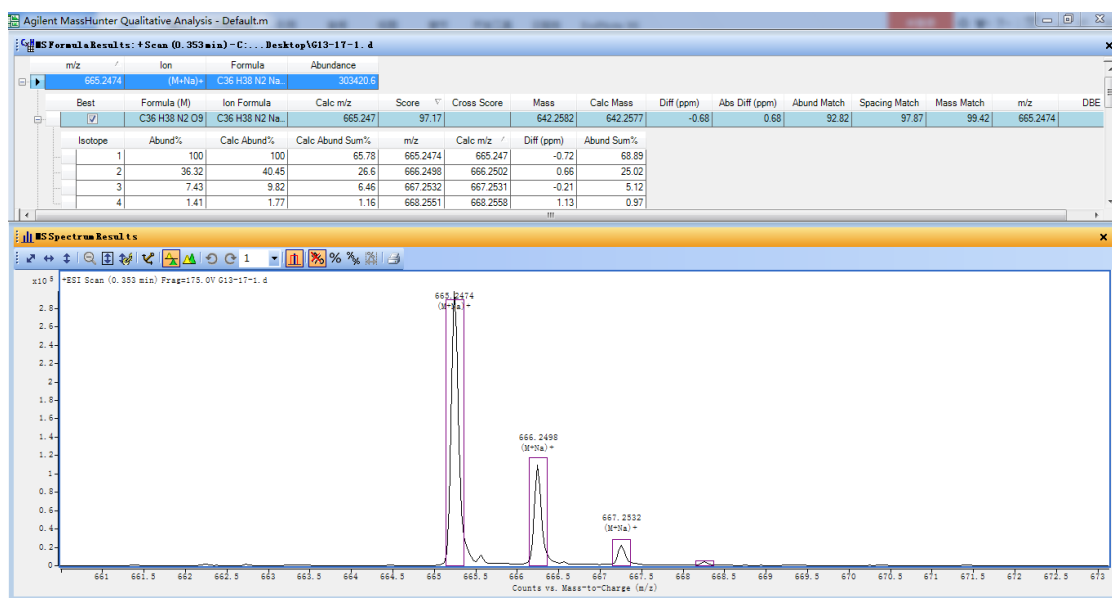 Agilent MassHunter Qualitative Analysis - Default.m
MS Formula Results: + Scan (0.353 min) - C:... Desktop\G13-17-1. d
m/z Ion Formula Abundance
665.2474 (M+Na)+ C36 H38 N2 Na... 303420.6
Best Formula (M) Ion Formula Calc m/z Score Cross Score Mass Calc Mass Diff (ppm) Abs Diff (ppm) Abund Match Spacing Match Mass Match m/z DBE
C36 H38 N2 O9 C36 H38 N2 Na... 665.247 97.17 642.2582 642.2577 -0.68 0.68 92.82 97.87 99.42 665.2474
Isotope Abund% Calc Abund% Calc Abund Sum% m/z Calc m/z Diff (ppm) Abund Sum%
1 100 100 65.78 665.2474 665.247 -0.72 68.89
2 36.32 40.45 26.6 666.2498 666.2502 0.66 25.02
3 7.43 9.82 6.46 667.2532 667.2531 -0.21 5.12
4 1.41 1.77 1.16 668.2551 668.2558 1.13 0.97
MS Spectrum Results
1
x10 5 +ESI Scan (0.353 min) Frag=175.0V G13-17-1.d
665.2474
(M+Na)+
2.8
2.6
2.4
2.2
2
1.8
1.6
1.4
666.2498
(M+Na)+
1.2
1
0.8
0.6
667.2532
(M+Na)+
0.4
0.2
0
661 661.5 662 662.5 663 663.5 664 664.5 665 665.5 666 666.5 667 667.5 668 668.5 669 669.5 670 670.5 671 671.5 672 672.5 673
Counts vs. Mass-to-Charge (m/z)